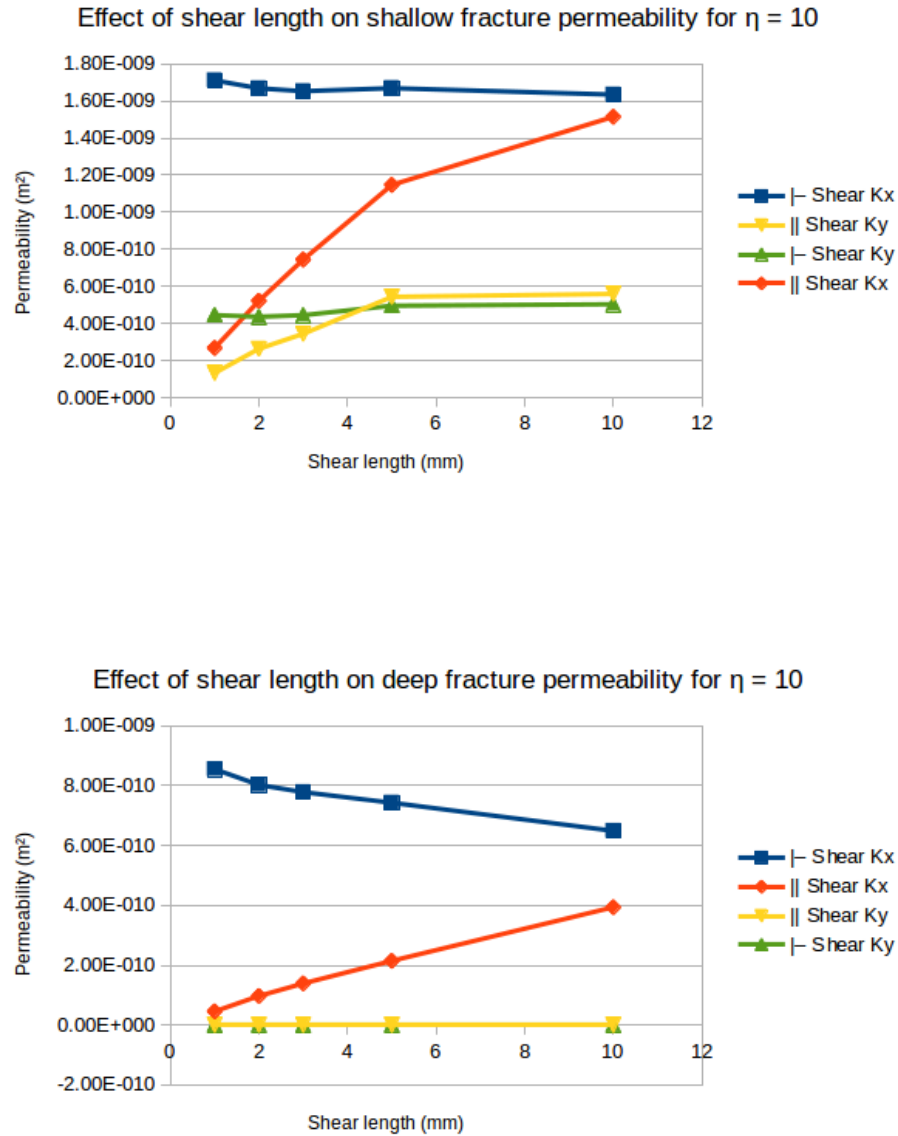 Effect of shear length on shallow fracture permeability for η = 10
1.80E-009
1.60E-009
1.40E-009
1.20E-009
1.00E-009
8.00E-010
6.00E-010
4.00E-010
2.00E-010
0.00E+000
Permeability (m²)
0 2 4 6 8 10 12
Shear length (mm)
|– Shear Kx
|| Shear Ky
|– Shear Ky
|| Shear Kx
Effect of shear length on deep fracture permeability for η = 10
1.00E-009
8.00E-010
6.00E-010
4.00E-010
2.00E-010
0.00E+000
-2.00E-010
Permeability (m²)
0 2 4 6 8 10 12
Shear length (mm)
|– Shear Kx
|| Shear Kx
|| Shear Ky
|– Shear Ky